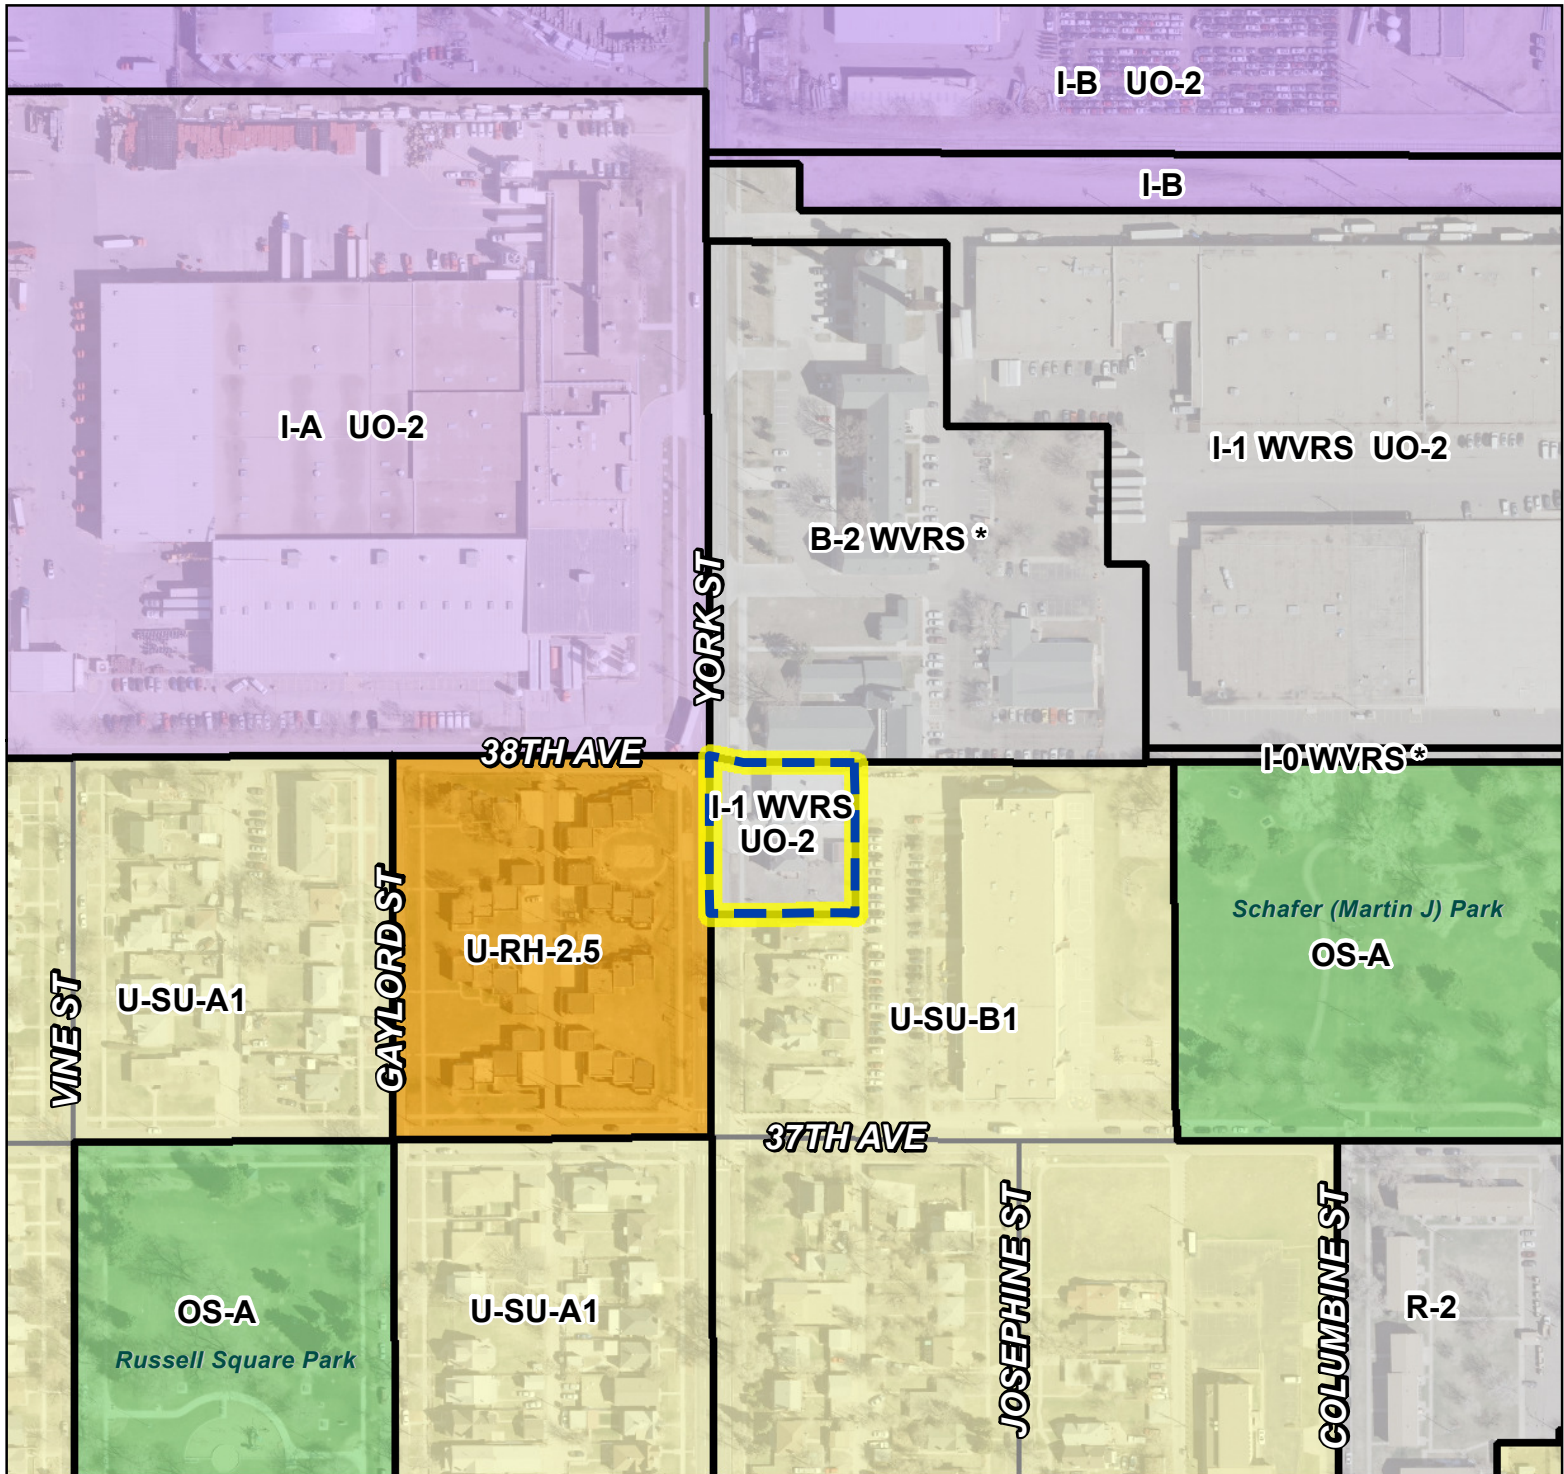 I-B UO-2
I-B
I-A UO-2
I-1 WVRS UO-2
B-2 WVRS *
YORK ST
38TH AVE
I-0 WVRS *
I-1 WVRS
UO-2
GAYLORD ST
Schafer (Martin J) Park
OS-A
U-RH-2.5
VINE ST
U-SU-A1
U-SU-B1
37TH AVE
JOSEPHINE ST
COLUMBINE ST
OS-A
Russell Square Park
U-SU-A1
R-2